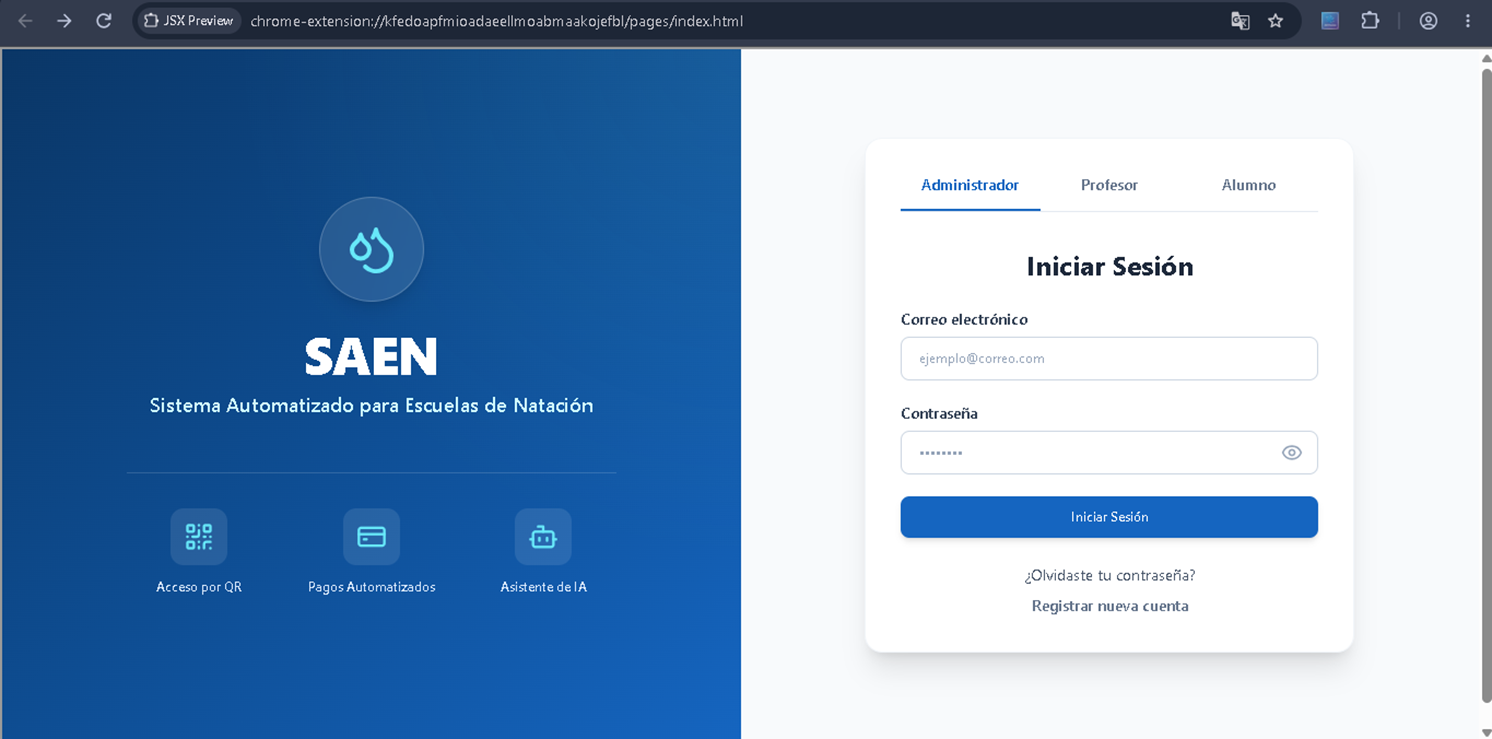 JSX Preview
chrome-extension://kfedoapfmioadaeellmoabmaakojefbl/pages/index.html
SAEN
Sistema Automatizado para Escuelas de Natación
Acceso por QR
Pagos Automatizados
Asistente de IA
Administrador
Profesor
Alumno
Iniciar Sesión
Correo electrónico
ejemplo@correo.com
Contraseña
Iniciar Sesión
¿Olvidaste tu contraseña?
Registrar nueva cuenta